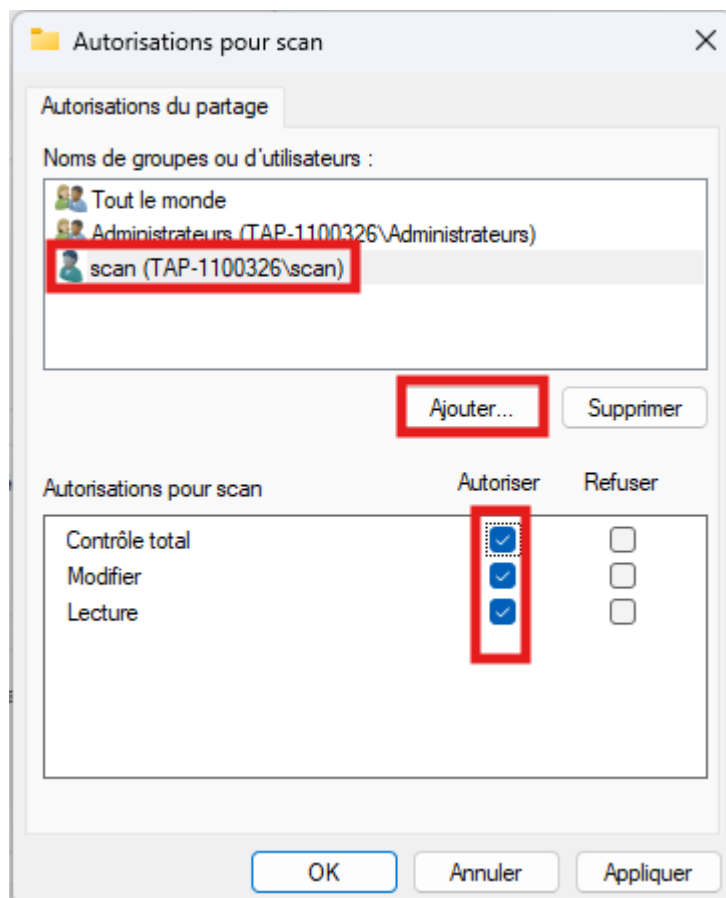 Autorisations pour scan
Autorisations du partage
Noms de groupes ou d'utilisateurs :
Tout le monde
Administrateurs (TAP-1100326\Administrateurs)
scan (TAP-1100326\scan)
Ajouter... Supprimer
Autorisations pour scan Autoriser Refuser
Contrôle total
Modifier
Lecture
OK Annuler Appliquer